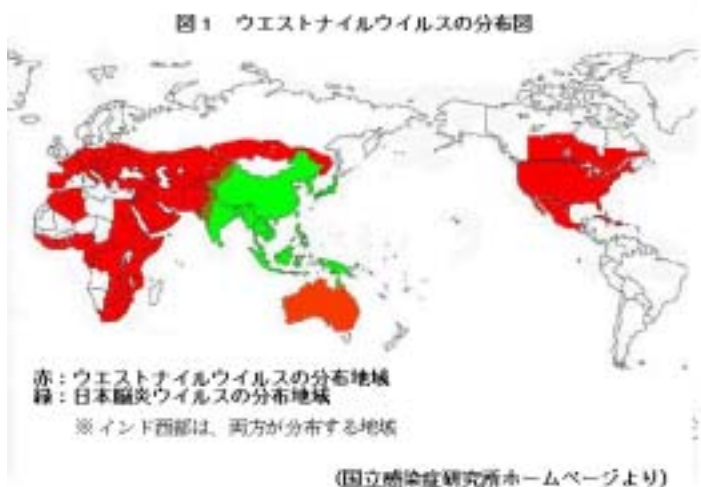 図1　ウエストナイルウイルスの分布図
赤：ウエストナイルウイルスの分布地域
緑：日本脳炎ウイルスの分布地域
※インド西部は、両方が分布する地域
(国立感染症研究所ホームページより)